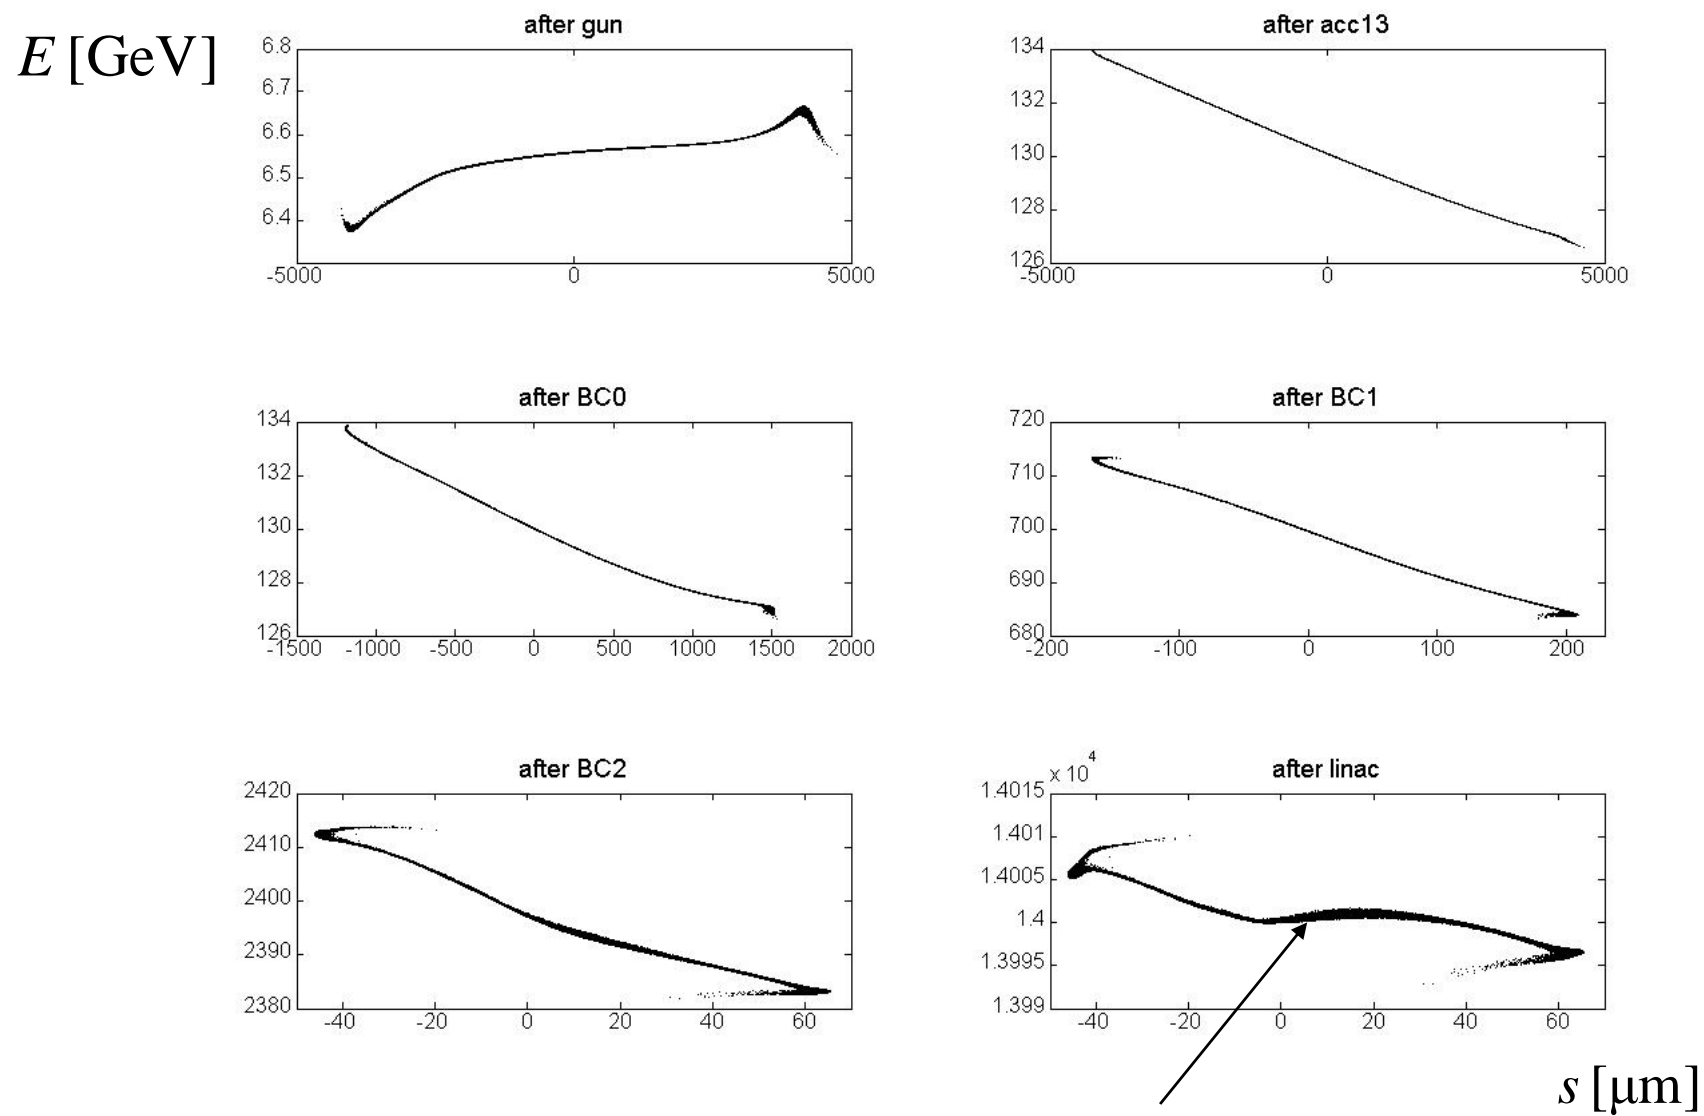 E [GeV]
after gun
6.8
6.7
6.6
6.5
6.4
-5000 0 5000
after acc13
134
132
130
128
126
-5000 0 5000
after BC0
134
132
130
128
126
-1500 -1000 -500 0 500 1000 1500 2000
after BC1
720
710
700
690
680
-200 -100 0 100 200
after BC2
2420
2410
2400
2390
2380
-40 -20 0 20 40 60
after linac
x 10^4
1.4015
1.401
1.4005
1.4
1.3995
1.399
-40 -20 0 20 40 60
s [μm]